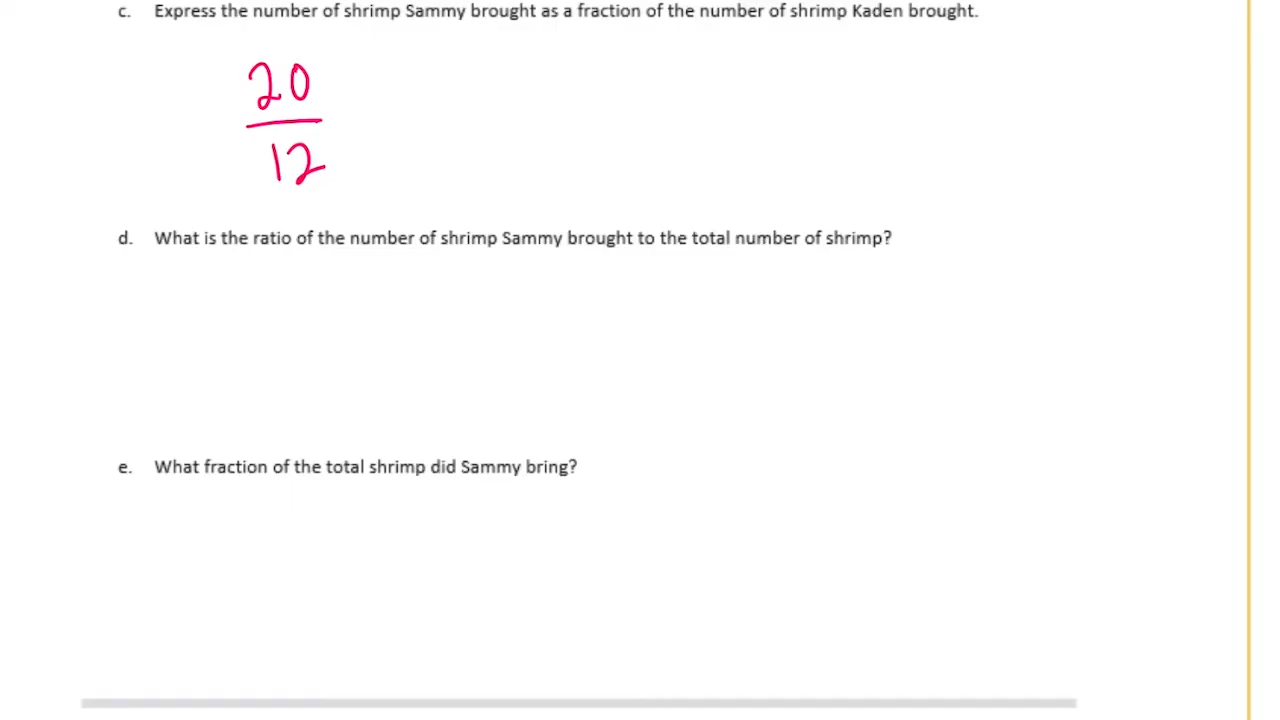 c. Express the number of shrimp Sammy brought as a fraction of the number of shrimp Kaden brought.
20
12
d. What is the ratio of the number of shrimp Sammy brought to the total number of shrimp?
e. What fraction of the total shrimp did Sammy bring?